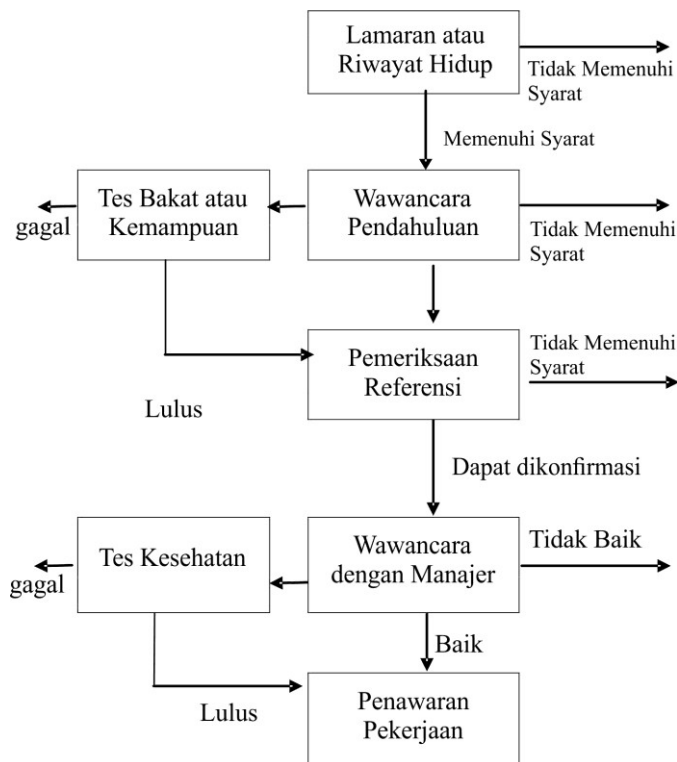 Lamaran atau
Riwayat Hidup
Tidak Memenuhi
Syarat
Memenuhi Syarat
Tes Bakat atau
Kemampuan
gagal
Wawancara
Pendahuluan
Tidak Memenuhi
Syarat
Pemeriksaan
Referensi
Tidak Memenuhi
Syarat
Lulus
Dapat dikonfirmasi
Tes Kesehatan
gagal
Wawancara
dengan Manajer
Tidak Baik
Baik
Lulus
Penawaran
Pekerjaan